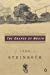 THE GRAPES OF WRATH
JOHN
STEINBECK